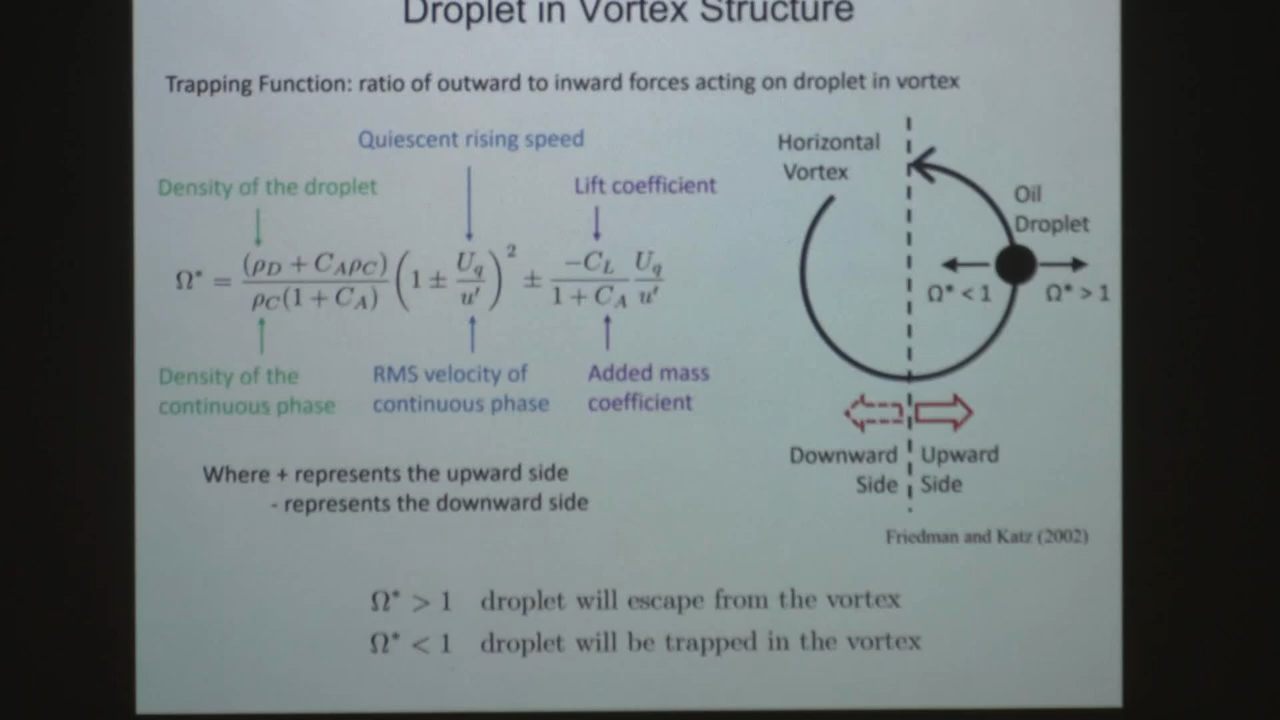 Droplet in Vortex Structure
Trapping Function: ratio of outward to inward forces acting on droplet in vortex
Quiescent rising speed
Density of the droplet
Lift coefficient
Ω* = (ρD + CAρC) / ρC(1 + CA) (1 ± Uq / u′)² ± −CL / 1 + CA Uq / u′
Density of the
continuous phase
RMS velocity of
continuous phase
Added mass
coefficient
Where + represents the upward side
- represents the downward side
Horizontal
Vortex
Oil
Droplet
Ω* < 1
Ω* > 1
Downward
Side
Upward
Side
Friedman and Katz (2002)
Ω* > 1 droplet will escape from the vortex
Ω* < 1 droplet will be trapped in the vortex